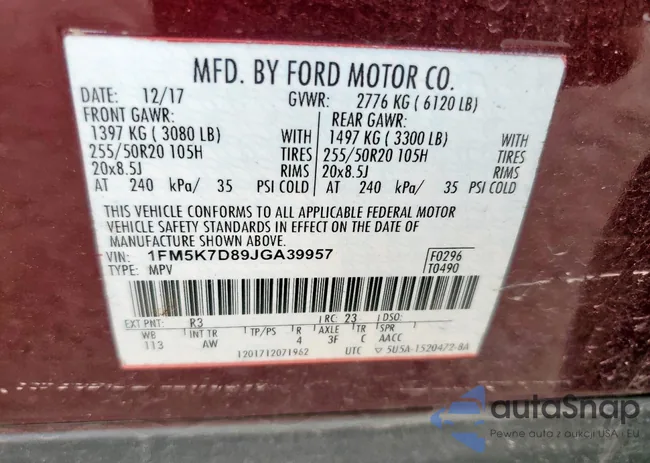 MFD. BY FORD MOTOR CO.
DATE: 12/17 GVWR: 2776 KG ( 6120 LB)
FRONT GAWR: REAR GAWR:
1397 KG ( 3080 LB) WITH 1497 KG ( 3300 LB) WITH
255/50R20 105H TIRES 255/50R20 105H TIRES
20x8.5J RIMS 20x8.5J RIMS
AT 240 kPa/ 35 PSI COLD AT 240 kPa/ 35 PSI COLD
THIS VEHICLE CONFORMS TO ALL APPLICABLE FEDERAL MOTOR
VEHICLE SAFETY STANDARDS IN EFFECT ON THE DATE OF
MANUFACTURE SHOWN ABOVE.
VIN: 1FM5K7D89JGA39957 F0296
TYPE: MPV T0490
EXT PNT: R3 RC: 23 DSO:
WB INT TR TP/PS R AXLE TR SPR
113 AW 4 3F C AACC
1201712071962 UTC ▽ 5U5A-1520472-BA
autoSnap
Pewne auto z aukcji USA i EU